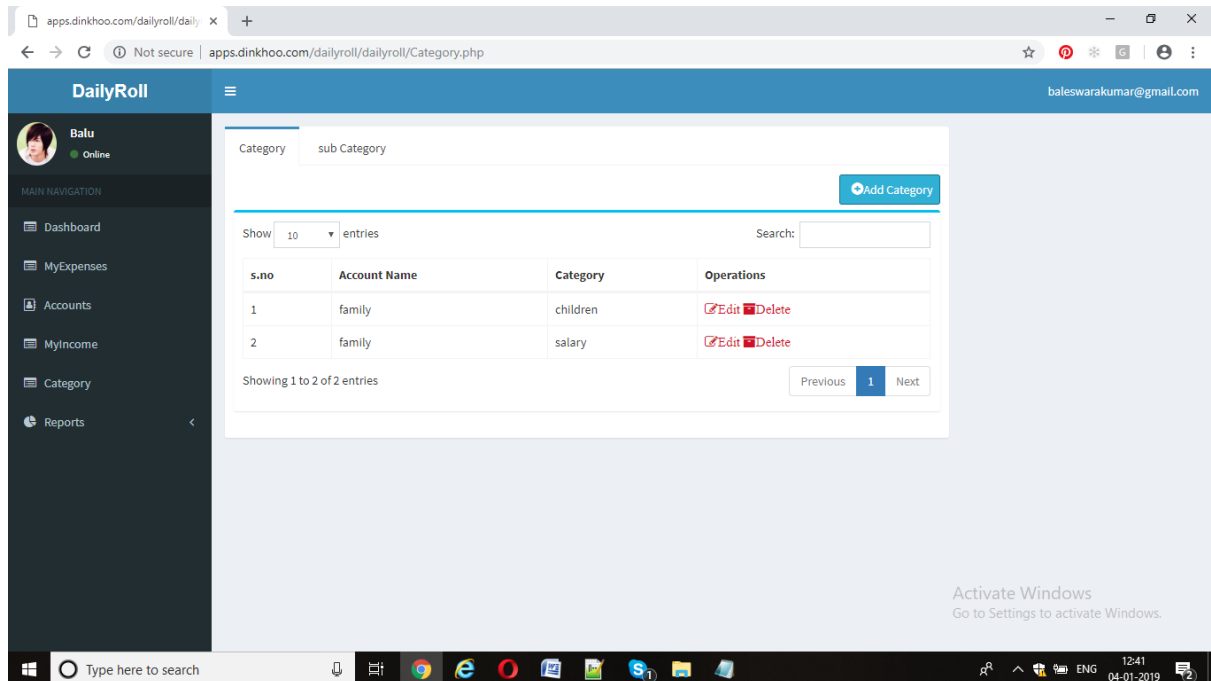 apps.dinkhoo.com/dailyroll/daily
Not secure | apps.dinkhoo.com/dailyroll/dailyroll/Category.php
G
DailyRoll
baleswarakumar@gmail.com
Balu
Online
MAIN NAVIGATION
Dashboard
MyExpenses
Accounts
MyIncome
Category
Reports
Category sub Category
Add Category
Show 10 entries Search:
s.no Account Name Category Operations
1 family children Edit Delete
2 family salary Edit Delete
Showing 1 to 2 of 2 entries Previous 1 Next
Activate Windows
Go to Settings to activate Windows.
Type here to search
ENG 12:41
04-01-2019